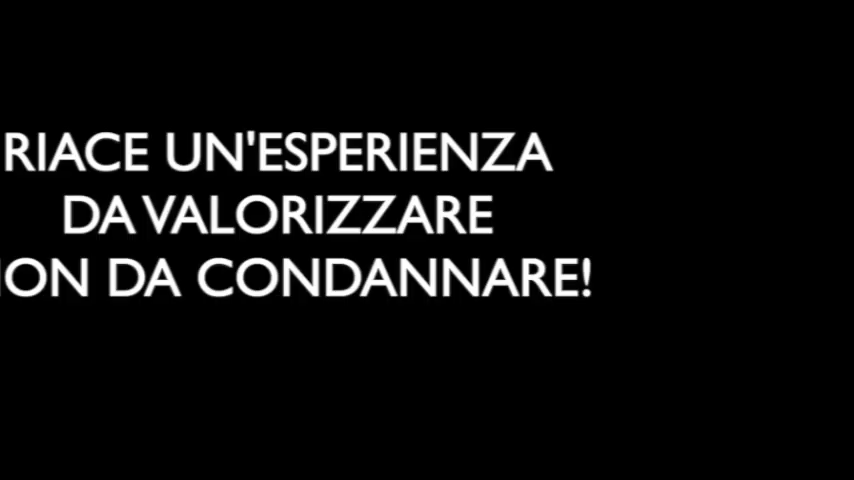 RIACE UN'ESPERIENZA
DA VALORIZZARE
ON DA CONDANNARE!